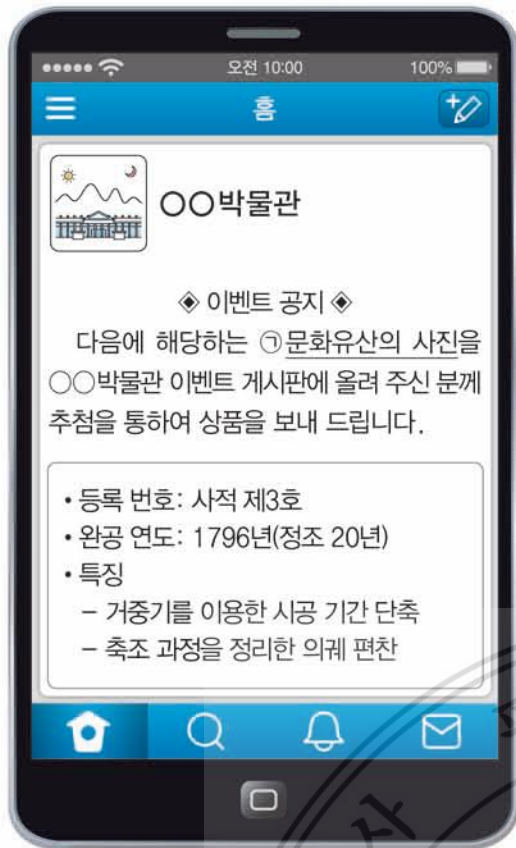 오전 10:00
100%
홈
○○박물관
◈ 이벤트 공지 ◈
다음에 해당하는 ㉠문화유산의 사진을
○○박물관 이벤트 게시판에 올려 주신 분께
추첨을 통하여 상품을 보내 드립니다.
• 등록 번호: 사적 제3호
• 완공 연도: 1796년(정조 20년)
• 특징
– 거중기를 이용한 시공 기간 단축
– 축조 과정을 정리한 의궤 편찬